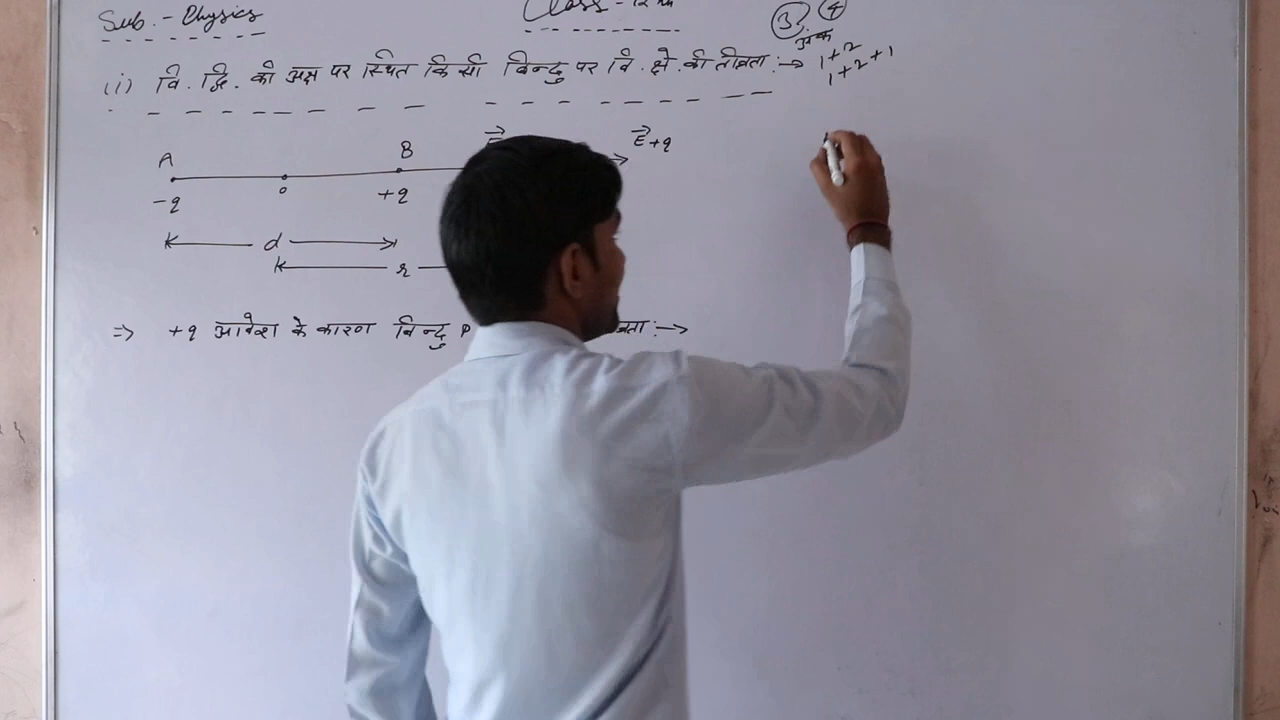 Sub. - Physics
Class - 12 th
3 4
अंक
1+2
1+2+1
(i) वि . द्वि . की अक्ष पर स्थित किसी बिन्दु पर वि . क्षे . की तीव्रता :→
A B E+q
-q o +q
d
r
⇒ +q आवेश के कारण बिन्दु P :→